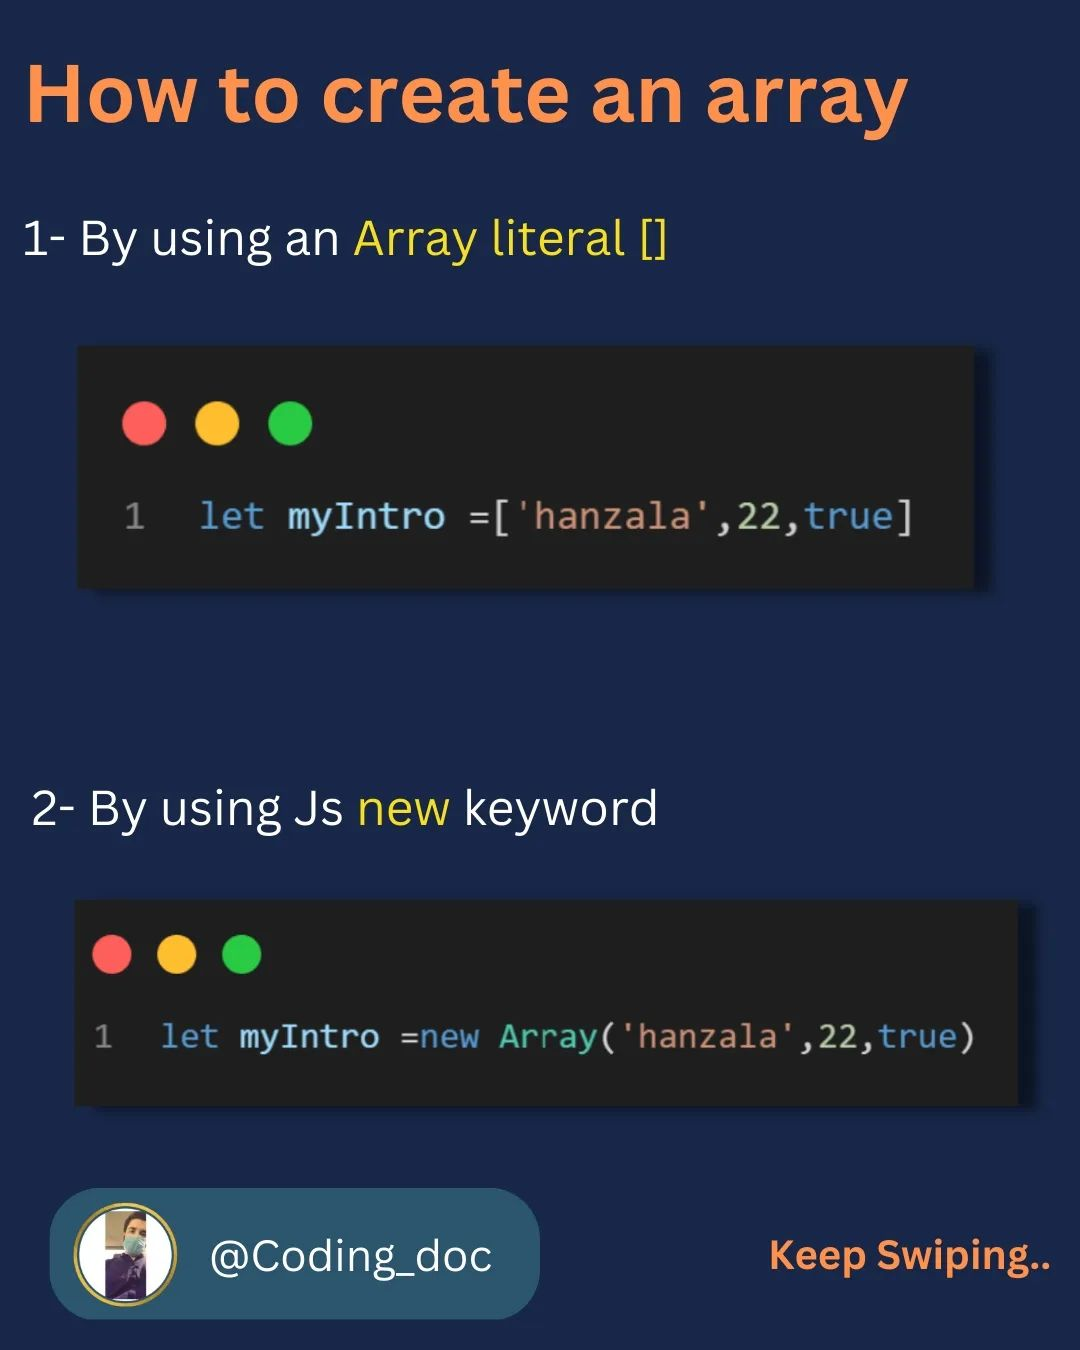 How to create an array
1- By using an Array literal []
1 let myIntro =['hanzala',22,true]
2- By using Js new keyword
1 let myIntro =new Array('hanzala',22,true)
@Coding_doc
Keep Swiping..